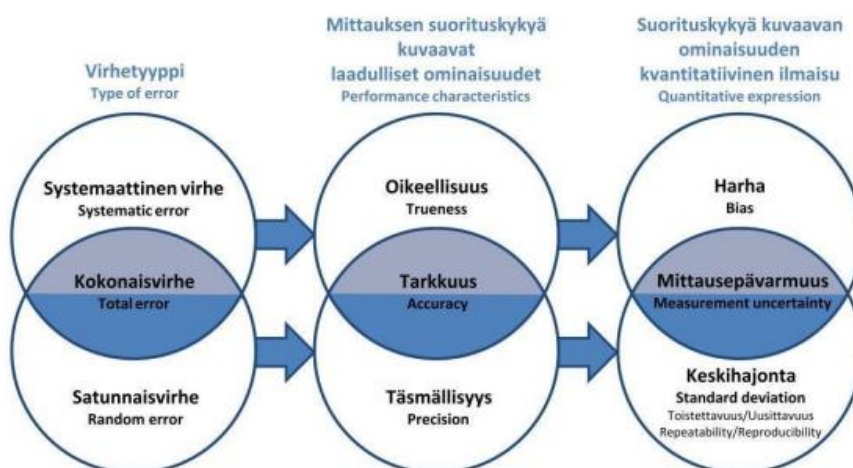 Virhetyyppi
Type of error
Mittauksen suorituskykyä
kuvaavat
laadulliset ominaisuudet
Performance characteristics
Suorituskykyä kuvaavan
ominaisuuden
kvantitatiivinen ilmaisu
Quantitative expression
Systemaattinen virhe
Systematic error
Oikeellisuus
Trueness
Harha
Bias
Kokonaisvirhe
Total error
Tarkkuus
Accuracy
Mittausepävarmuus
Measurement uncertainty
Satunnaisvirhe
Random error
Täsmällisyys
Precision
Keskihajonta
Standard deviation
Toistettavuus/Uusittavuus
Repeatability/Reproducibility